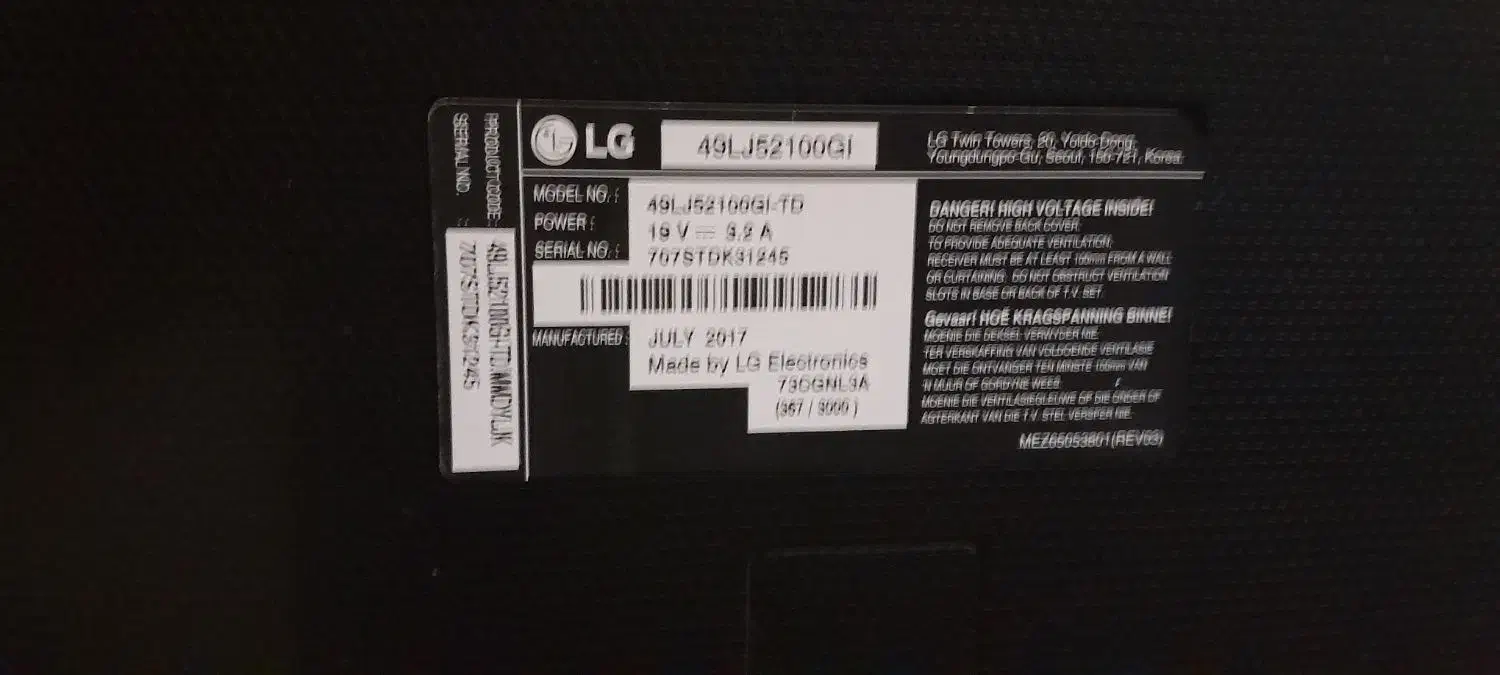 LG
49LJ52100GI
LG Twin Towers, 20, Yoido-Dong,
Youngdungpo-Gu, Seoul, 150-721, Korea.
PRODUCT CODE:
SERIAL NO. :
49LJ52100GI-TD
707STDK31245
MODEL NO. : 49LJ52100GI-TD
POWER : 19 V 3.2 A
SERIAL NO. : 707STDK31245
MANUFACTURED : JULY 2017
Made by LG Electronics
(367 / 3000 )
DANGER! HIGH VOLTAGE INSIDE!
DO NOT REMOVE BACK COVER.
TO PROVIDE ADEQUATE VENTILATION,
RECEIVER MUST BE AT LEAST 100mm FROM A WALL
OR CURTAINING. DO NOT OBSTRUCT VENTILATION
SLOTS IN BASE OR BACK OF T.V. SET.
Gevaar! HOË KRAGSPANNING BINNE!
MOENIE DIE DEKSEL VERWYDER NIE.
TER VERSKAFFING VAN VOLDOENDE VENTILASIE
MOET DIE ONTVANGER TEN MINSTE 100mm VAN
'N MUUR OF GORDYNE WEES.
MOENIE DIE VENTILASIEGLEUWE OP DIE ONDER OF
AGTERKANT VAN DIE T.V. STEL VERSPER NIE.
MEZ65053801(REV03)